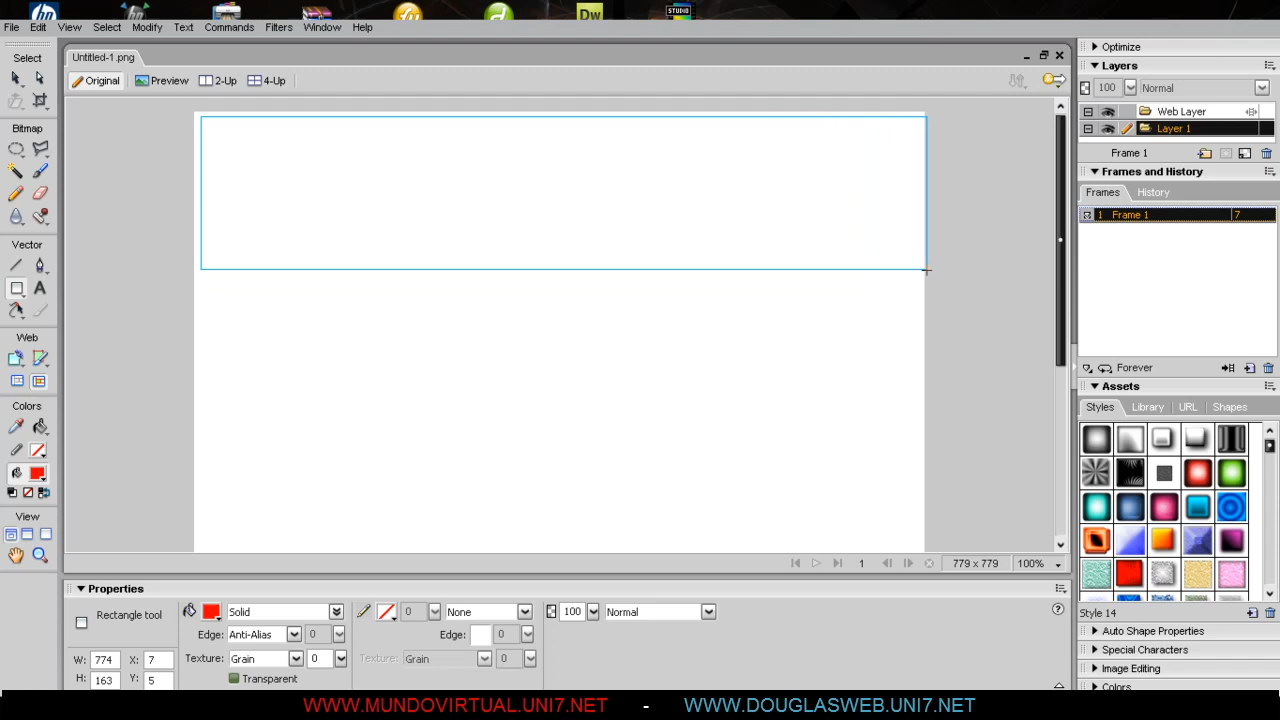 Dw
STUDIO
File Edit View Select Modify Text Commands Filters Window Help
Select
Bitmap
Vector
A
Web
Colors
View
Untitled-1.png
Original Preview 2-Up 4-Up
1 779 x 779 100%
Properties
Rectangle tool Solid 0 None 100 Normal
Edge: Anti-Alias 0 Edge: 0
Texture: Grain 0 Texture: Grain 0
Transparent
W: 774 X: 7
H: 163 Y: 5
Optimize
Layers
100 Normal
Web Layer
Layer 1
Frame 1
Frames and History
Frames History
1 Frame 1 7
Forever
Assets
Styles Library URL Shapes
Style 14
Auto Shape Properties
Special Characters
Image Editing
Colors
WWW.MUNDOVIRTUAL.UNI7.NET - WWW.DOUGLASWEB.UNI7.NET